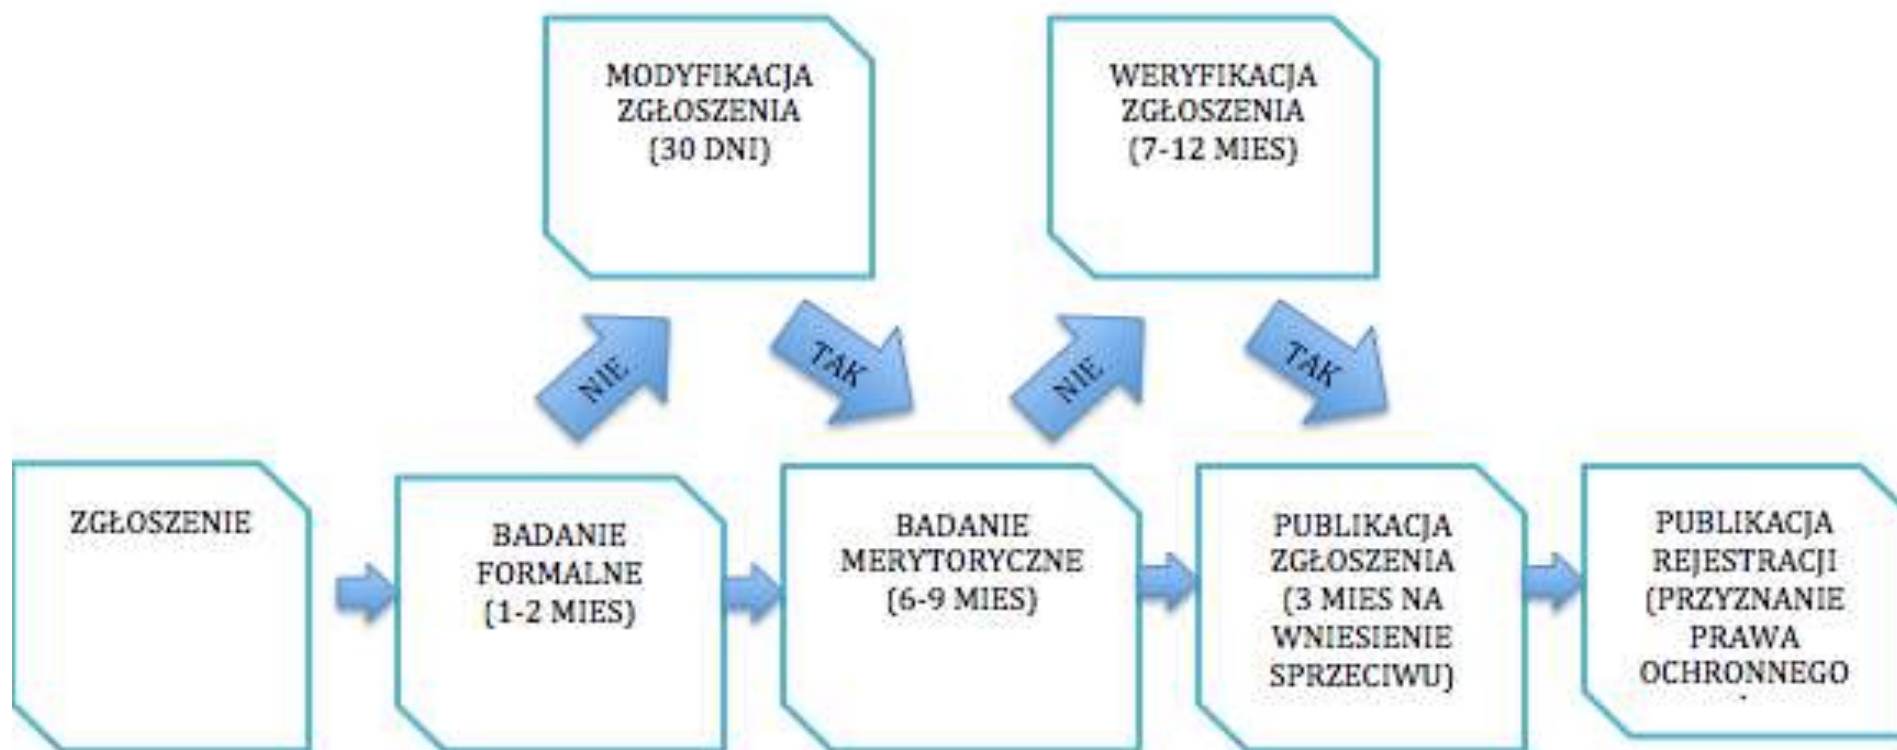 MODYFIKACJA
ZGŁOSZENIA
(30 DNI)
WERYFIKACJA
ZGŁOSZENIA
(7-12 MIES)
NIE
TAK
NIE
TAK
ZGŁOSZENIE
BADANIE
FORMALNE
(1-2 MIES)
BADANIE
MERYTORYCZNE
(6-9 MIES)
PUBLIKACJA
ZGŁOSZENIA
(3 MIES NA
WNIESIENIE
SPRZECIWU)
PUBLIKACJA
REJESTRACJI
(PRZYZNANIE
PRAWA
OCHRONNEGO